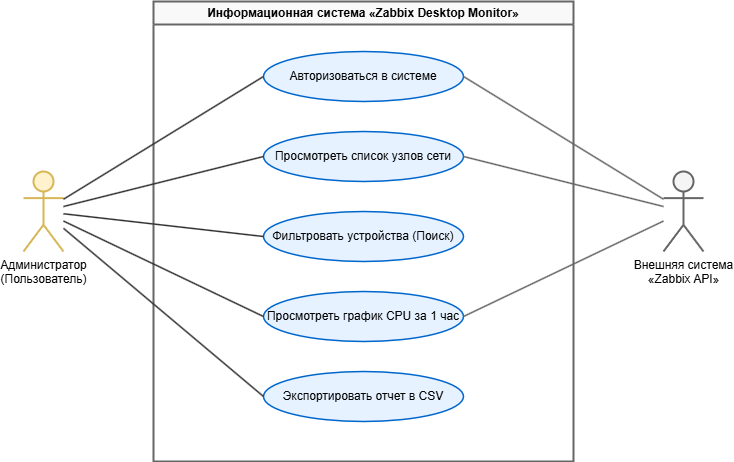 Информационная система «Zabbix Desktop Monitor»
Авторизоваться в системе
Просмотреть список узлов сети
Фильтровать устройства (Поиск)
Администратор
(Пользователь)
Внешняя система
«Zabbix API»
Просмотреть график CPU за 1 час
Экспортировать отчет в CSV